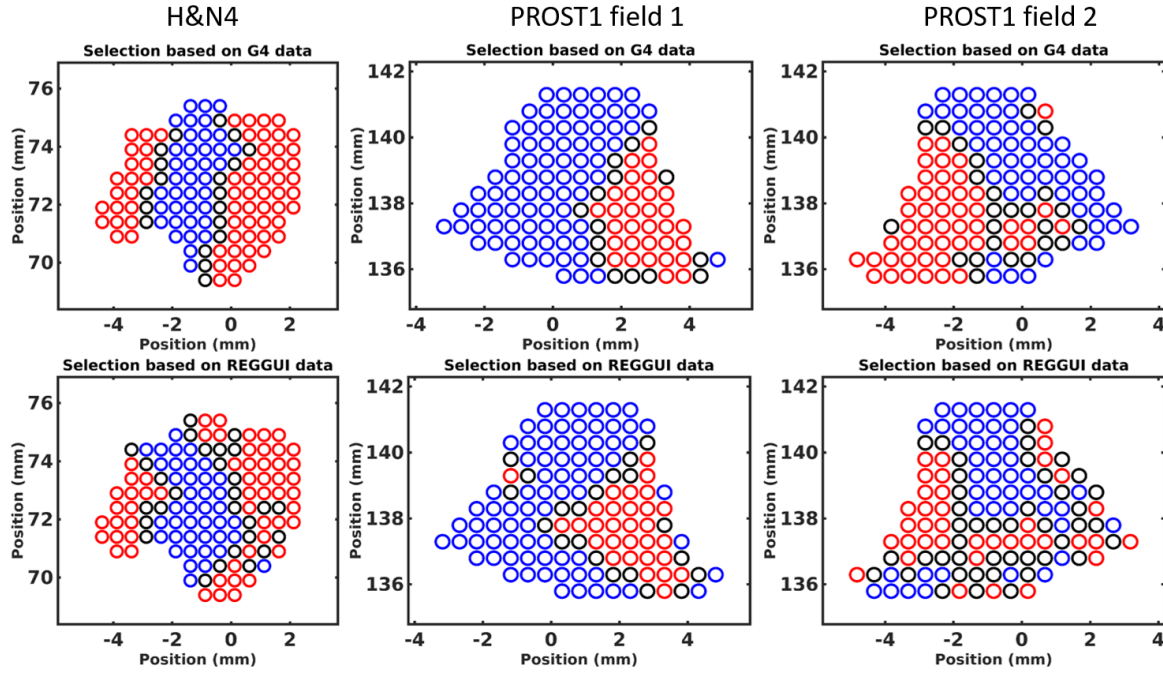 H&N4 PROST1 field 1 PROST1 field 2
Selection based on G4 data
76
74
72
70
-4 -2 0 2
Position (mm)
Position (mm)
Selection based on G4 data
142
140
138
136
-4 -2 0 2 4
Position (mm)
Position (mm)
Selection based on G4 data
142
140
138
136
-4 -2 0 2 4
Position (mm)
Position (mm)
Selection based on REGGUI data
76
74
72
70
-4 -2 0 2
Position (mm)
Position (mm)
Selection based on REGGUI data
142
140
138
136
-4 -2 0 2 4
Position (mm)
Position (mm)
Selection based on REGGUI data
142
140
138
136
-4 -2 0 2 4
Position (mm)
Position (mm)